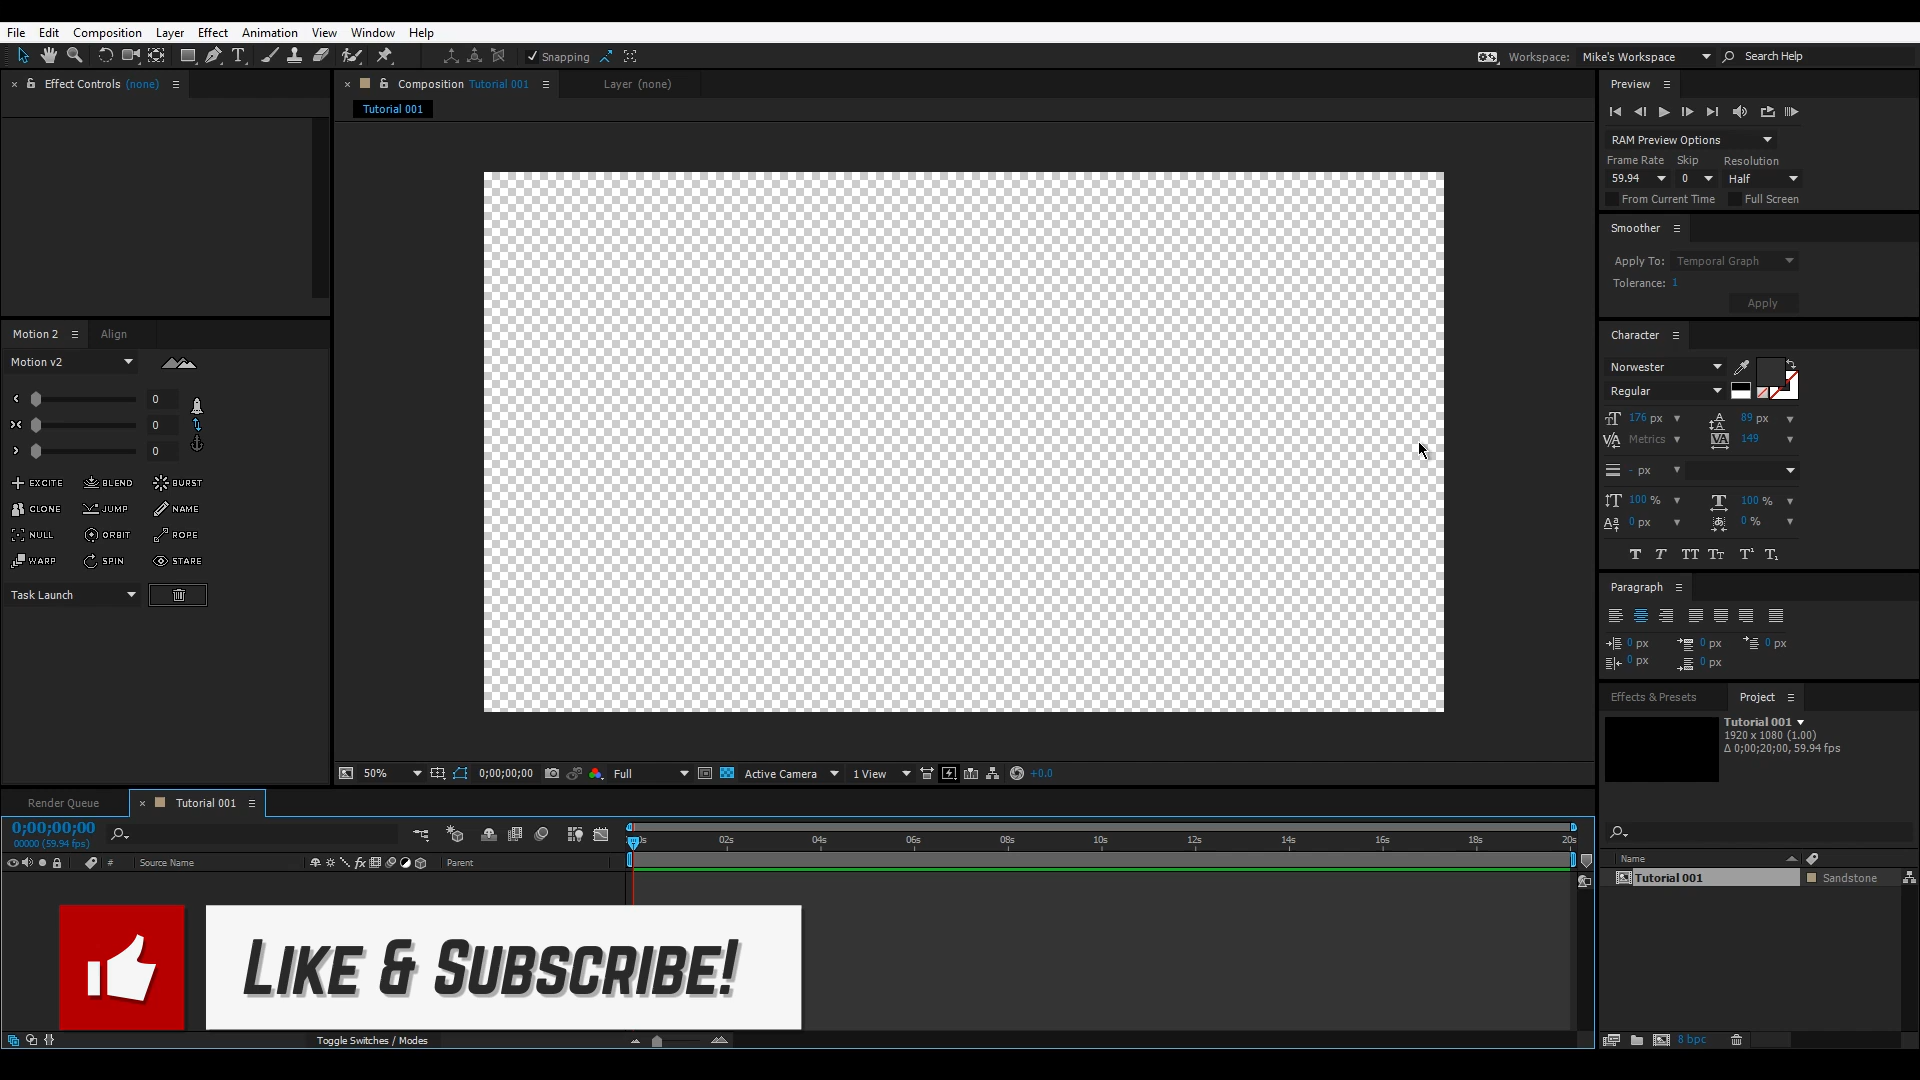 File Edit Composition Layer Effect Animation View Window Help
Snapping
Workspace: Mike's Workspace
Search Help
Effect Controls (none)
Composition Tutorial 001
Layer (none)
Tutorial 001
Preview
RAM Preview Options
Frame Rate Skip Resolution
59.94 0 Half
From Current Time Full Screen
Smoother
Apply To: Temporal Graph
Tolerance: 1
Apply
Motion 2 Align
Motion v2
0
0
0
EXCITE BLEND BURST
CLONE JUMP NAME
NULL ORBIT ROPE
WARP SPIN STARE
Task Launch
Character
Norwester
Regular
176 px 89 px
Metrics 149
- px
100 % 100 %
0 px 0 %
T T TT Tr T¹ T₁
Paragraph
0 px 0 px 0 px
0 px 0 px
Effects & Presets Project
Tutorial 001
1920 x 1080 (1.00)
Δ 0;00;20;00, 59.94 fps
50% 0;00;00;00 Full Active Camera 1 View +0.0
Render Queue Tutorial 001
0;00;00;00
00000 (59.94 fps)
02s 04s 06s 08s 10s 12s 14s 16s 18s 20s
# Source Name fx Parent
Name
Tutorial 001 Sandstone
LIKE & SUBSCRIBE!
Toggle Switches / Modes
8 bpc